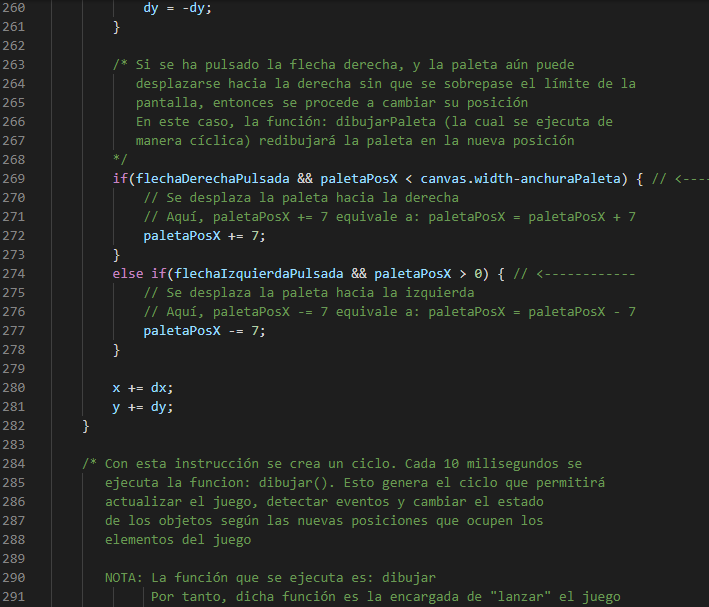 260 dy = -dy;
261 }
262
263 /* Si se ha pulsado la flecha derecha, y la paleta aún puede
264 desplazarse hacia la derecha sin que se sobrepase el límite de la
265 pantalla, entonces se procede a cambiar su posición
266 En este caso, la función: dibujarPaleta (la cual se ejecuta de
267 manera cíclica) redibujará la paleta en la nueva posición
268 */
269 if(flechaDerechaPulsada && paletaPosX < canvas.width-anchuraPaleta) { // <----
270 // Se desplaza la paleta hacia la derecha
271 // Aquí, paletaPosX += 7 equivale a: paletaPosX = paletaPosX + 7
272 paletaPosX += 7;
273 }
274 else if(flechaIzquierdaPulsada && paletaPosX > 0) { // <------------
275 // Se desplaza la paleta hacia la izquierda
276 // Aquí, paletaPosX -= 7 equivale a: paletaPosX = paletaPosX - 7
277 paletaPosX -= 7;
278 }
279
280 x += dx;
281 y += dy;
282 }
283
284 /* Con esta instrucción se crea un ciclo. Cada 10 milisegundos se
285 ejecuta la funcion: dibujar(). Esto genera el ciclo que permitirá
286 actualizar el juego, detectar eventos y cambiar el estado
287 de los objetos según las nuevas posiciones que ocupen los
288 elementos del juego
289
290 NOTA: La función que se ejecuta es: dibujar
291 Por tanto, dicha función es la encargada de "lanzar" el juego